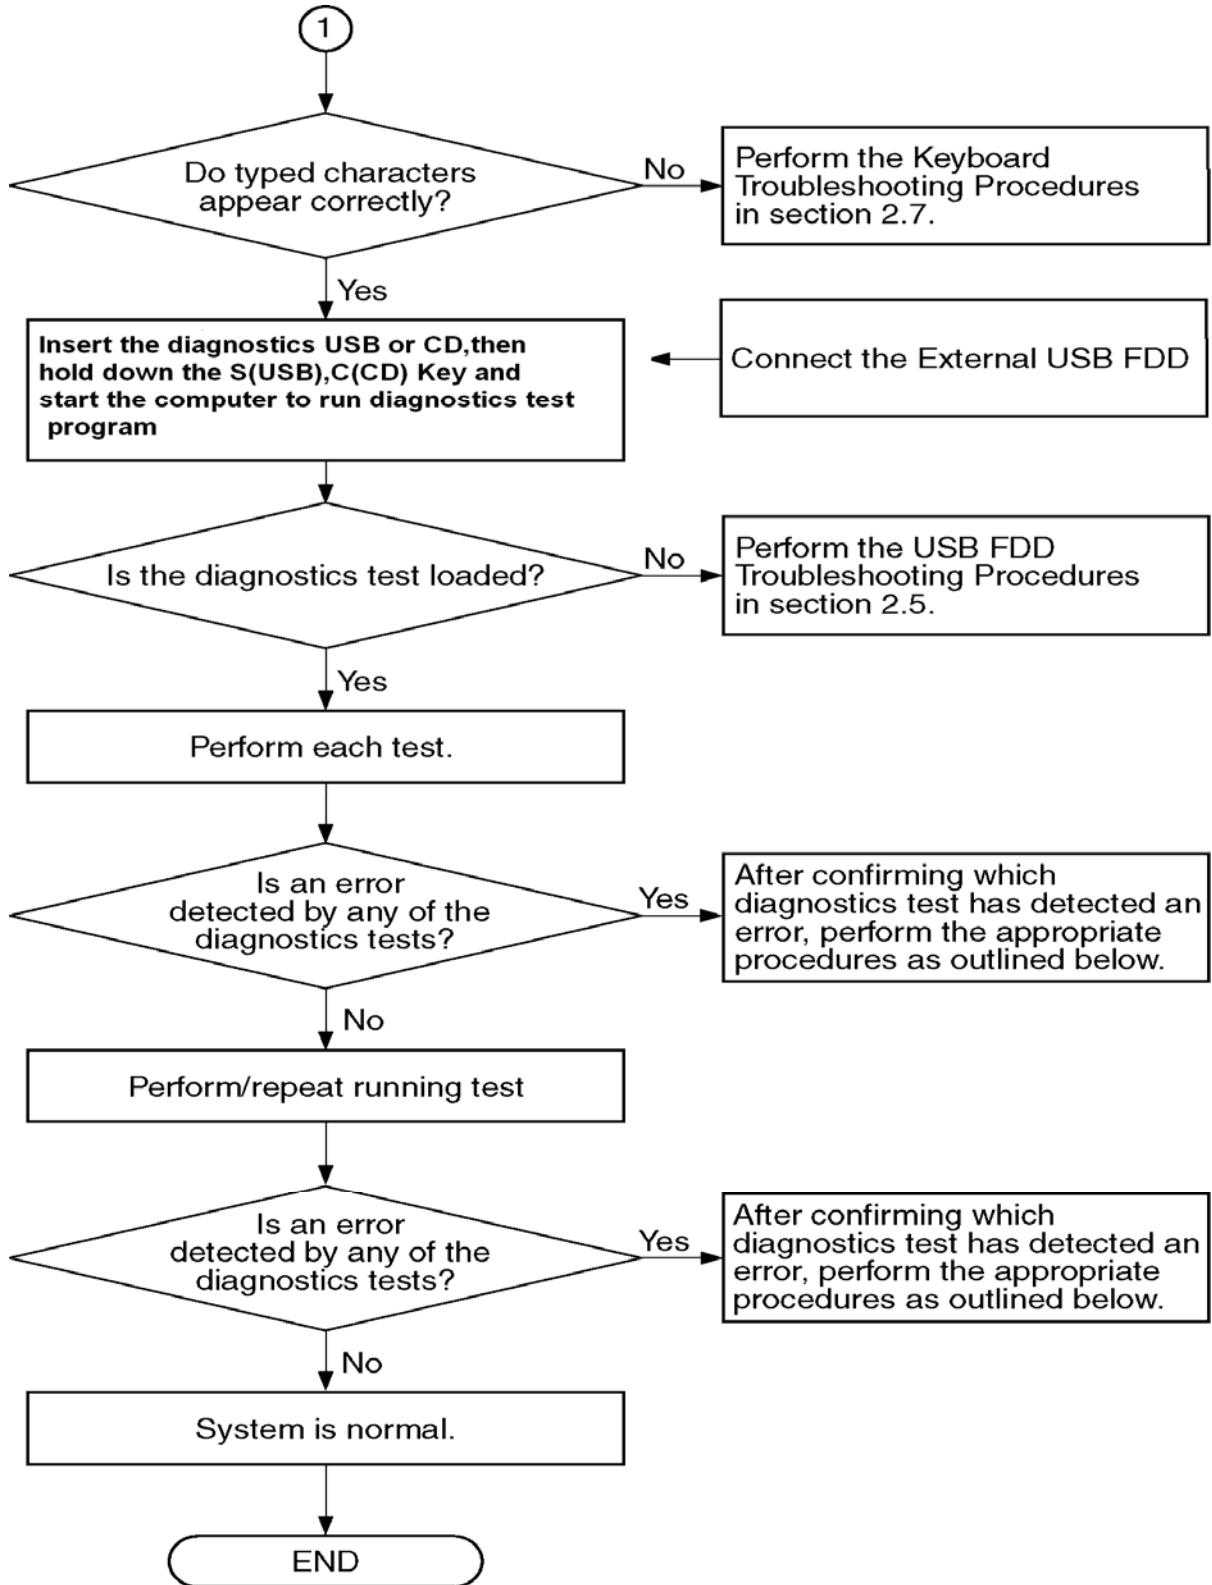 1
Do typed characters
appear correctly?
No
Perform the Keyboard
Troubleshooting Procedures
in section 2.7.
Yes
Insert the diagnostics USB or CD,then
hold down the S(USB),C(CD) Key and
start the computer to run diagnostics test
program
Connect the External USB FDD
Is the diagnostics test loaded?
No
Perform the USB FDD
Troubleshooting Procedures
in section 2.5.
Yes
Perform each test.
Is an error
detected by any of the
diagnostics tests?
Yes
After confirming which
diagnostics test has detected an
error, perform the appropriate
procedures as outlined below.
No
Perform/repeat running test
Is an error
detected by any of the
diagnostics tests?
Yes
After confirming which
diagnostics test has detected an
error, perform the appropriate
procedures as outlined below.
No
System is normal.
END